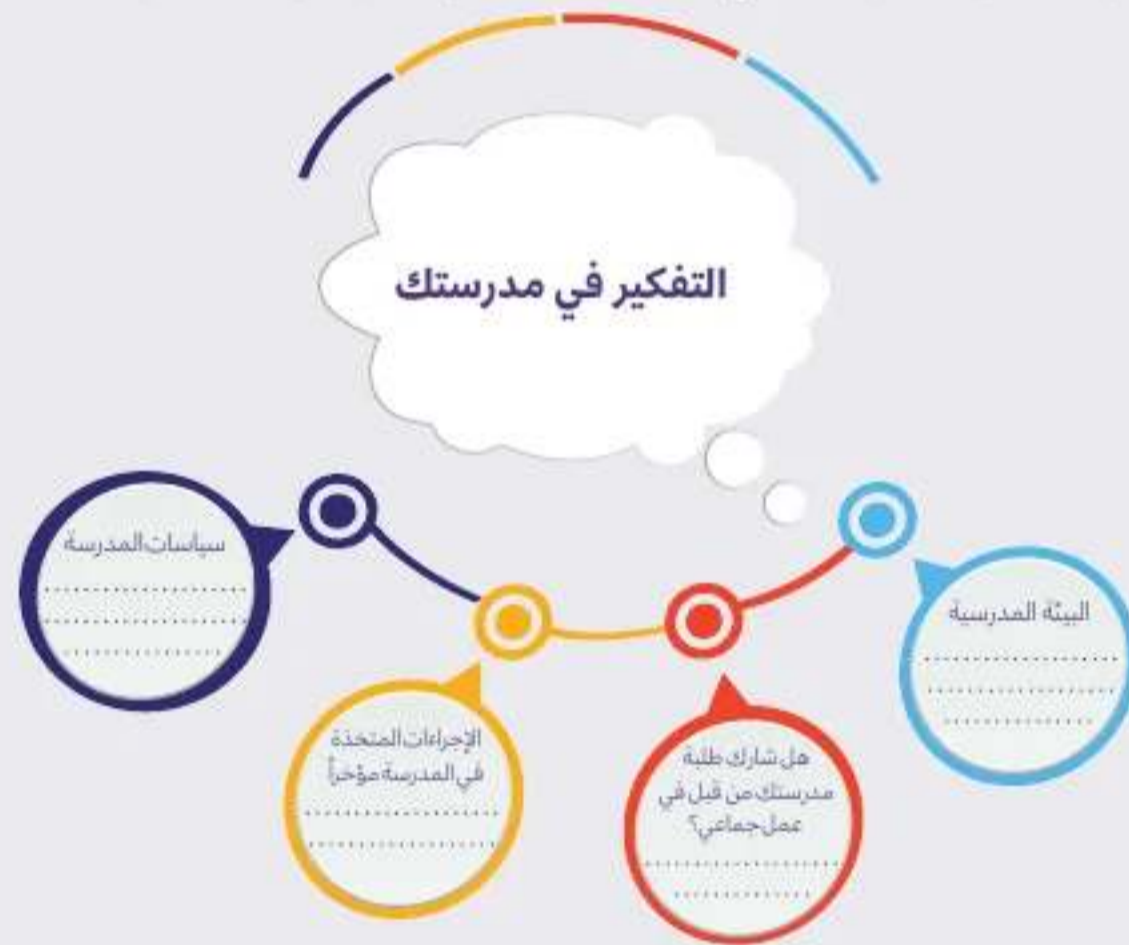 التفكير في مدرستك
البيئة المدرسية
هل شارك طلبة
مدرستك من قبل في
عمل جماعي؟
الإجراءات المتخذة
في المدرسة مؤخراً
سياسات المدرسة